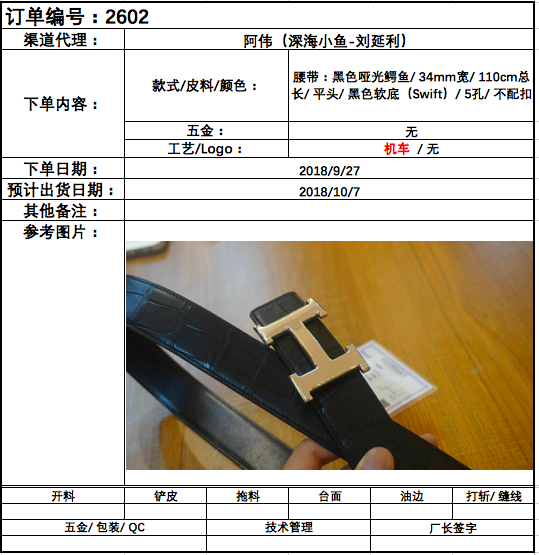 订单编号：2602
渠道代理： 阿伟（深海小鱼-刘延利）
下单内容：
款式/皮料/颜色：
腰带：黑色哑光鳄鱼/ 34mm宽/ 110cm总
长/ 平头/ 黑色软底（Swift）/ 5孔/ 不配扣
五金： 无
工艺/Logo： 机车 / 无
下单日期： 2018/9/27
预计出货日期： 2018/10/7
其他备注：
参考图片：
开料 铲皮 拖料 台面 油边 打斩/ 缝线
五金/ 包装/ QC 技术管理 厂长签字